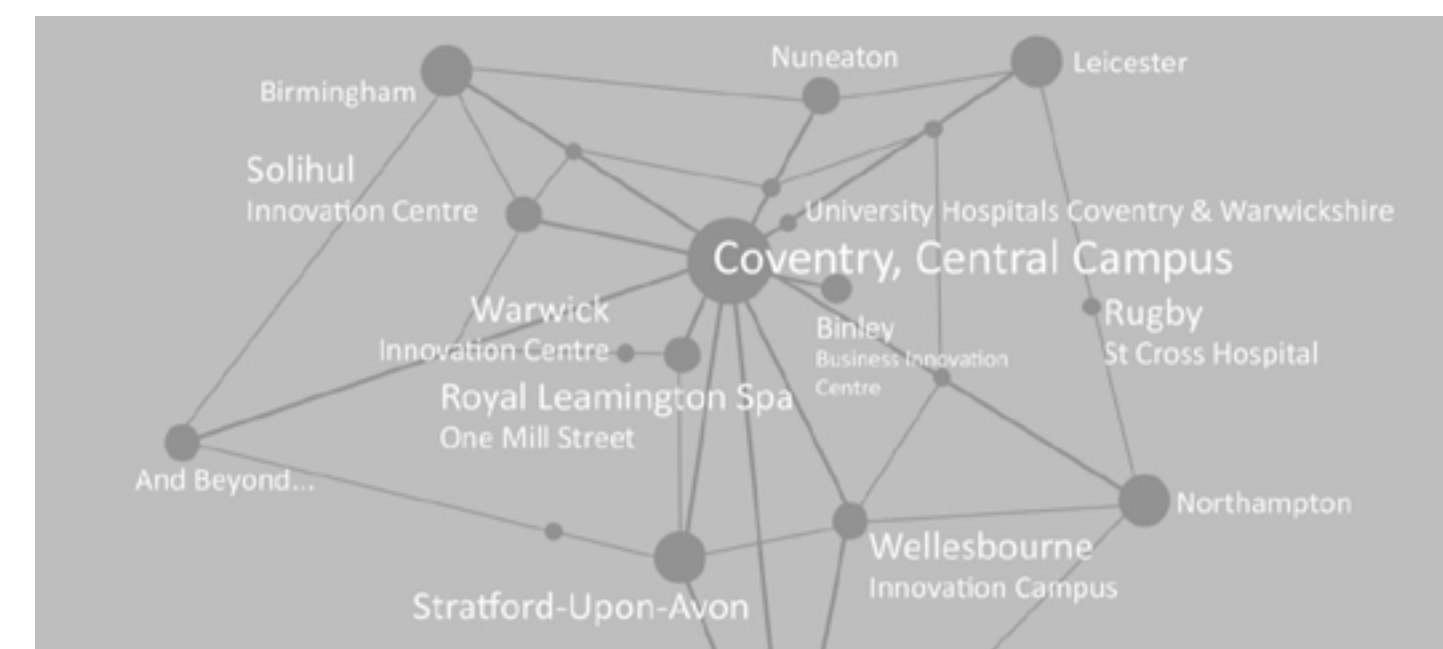 Nuneaton
Leicester
Birmingham
Solihul
Innovation Centre
University Hospitals Coventry & Warwickshire
Coventry, Central Campus
Warwick
Innovation Centre
Binley
Business Innovation
Centre
Rugby
St Cross Hospital
Royal Leamington Spa
One Mill Street
And Beyond...
Northampton
Wellesbourne
Innovation Campus
Stratford-Upon-Avon